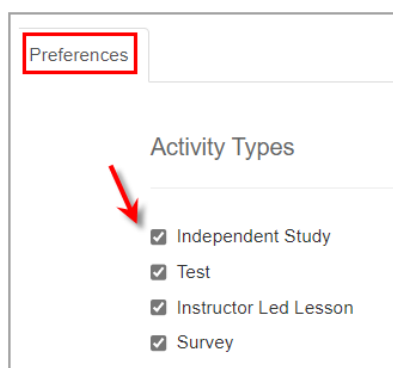 Preferences
Activity Types
Independent Study
Test
Instructor Led Lesson
Survey